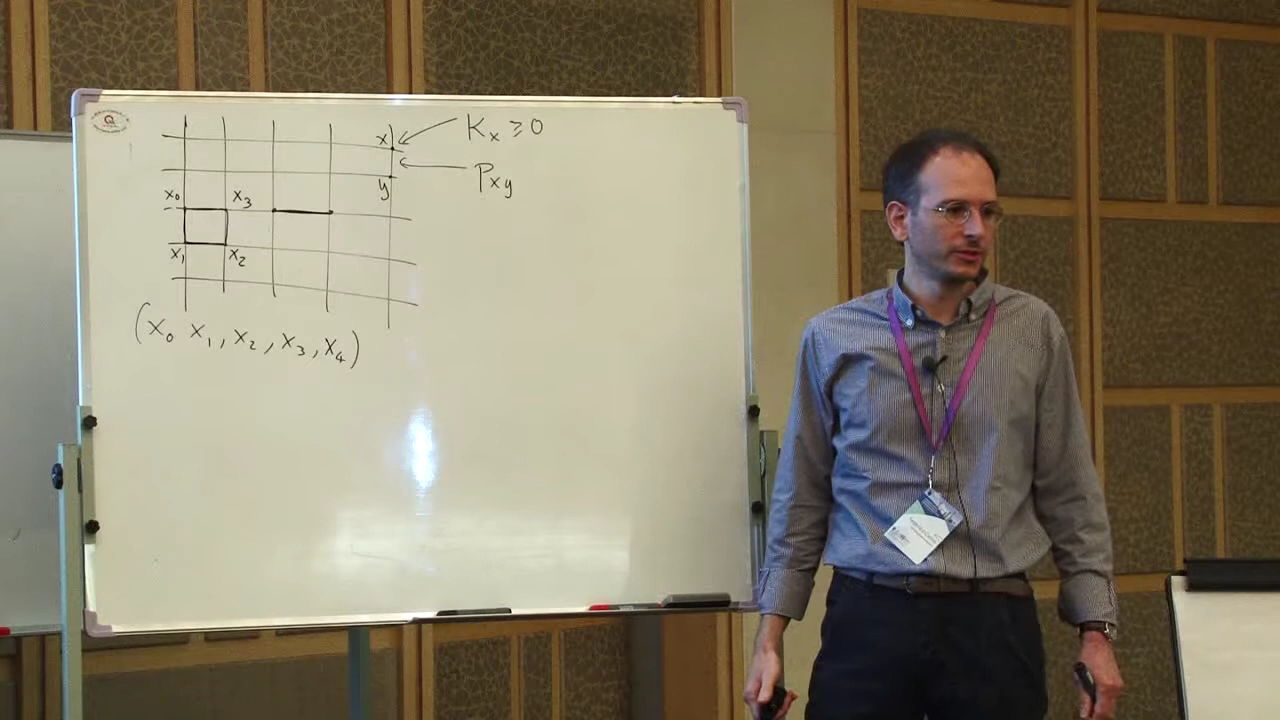 x Kx ≥ 0
y Pxy
x0 x3
x1 x2
(x0 x1, x2, x3, x4)